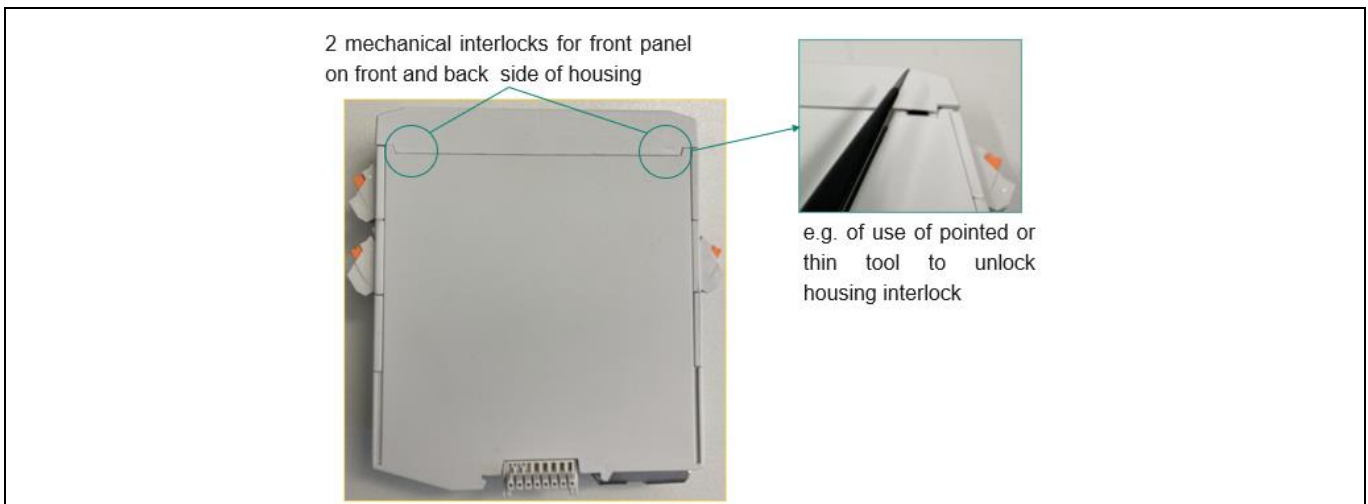 2 mechanical interlocks for front panel
on front and back side of housing
e.g. of use of pointed or
thin tool to unlock
housing interlock